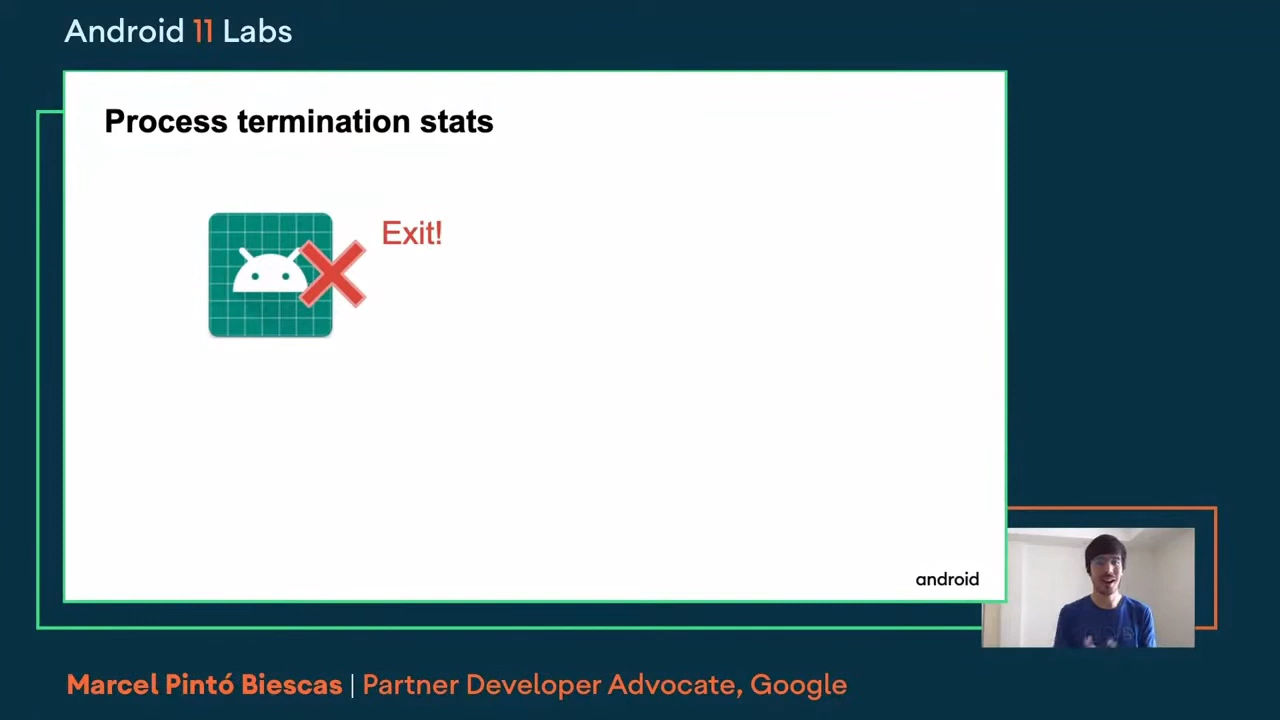 Android 11 Labs
Process termination stats
Exit!
android
Marcel Pintó Biescas | Partner Developer Advocate, Google